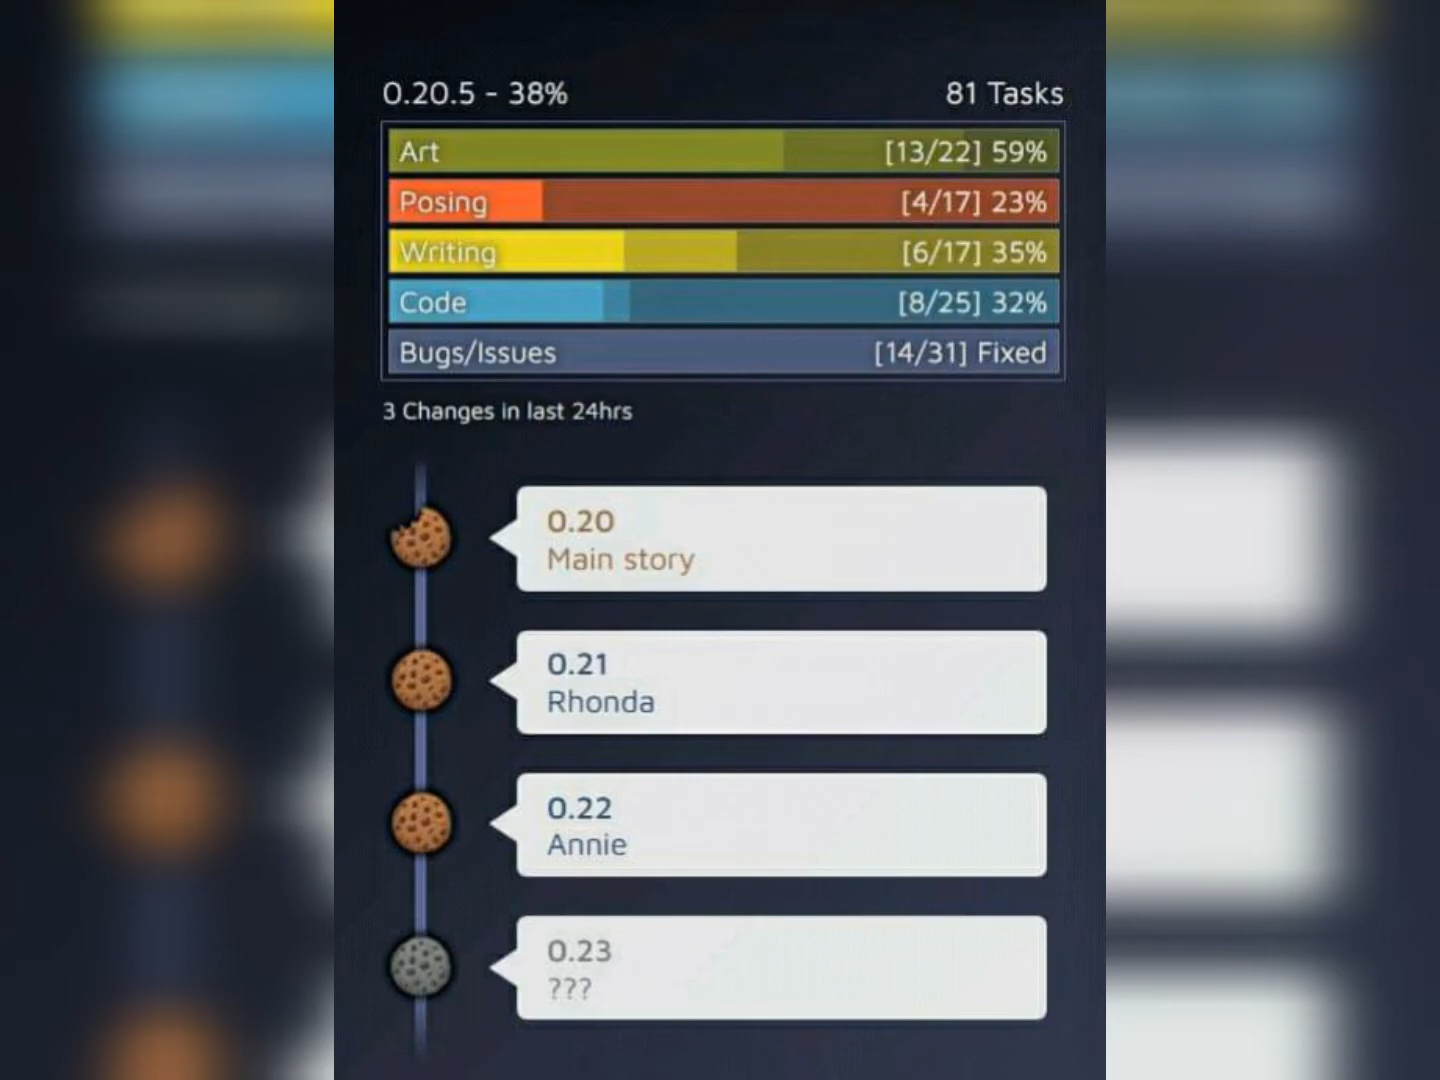 0.20.5 - 38% 81 Tasks
Art [13/22] 59%
Posing [4/17] 23%
Writing [6/17] 35%
Code [8/25] 32%
Bugs/Issues [14/31] Fixed
3 Changes in last 24hrs
0.20
Main story
0.21
Rhonda
0.22
Annie
0.23
???